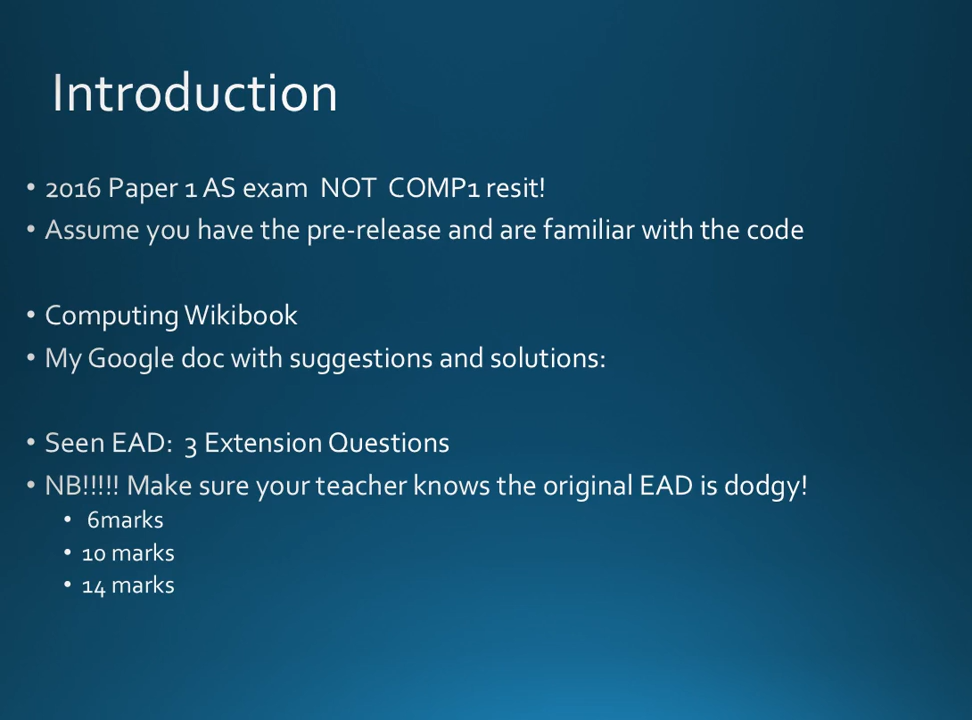 Introduction
• 2016 Paper 1 AS exam  NOT  COMP1 resit!
• Assume you have the pre-release and are familiar with the code
• Computing Wikibook
• My Google doc with suggestions and solutions:
• Seen EAD:  3 Extension Questions
• NB!!!!! Make sure your teacher knows the original EAD is dodgy!
• 6marks
• 10 marks
• 14 marks